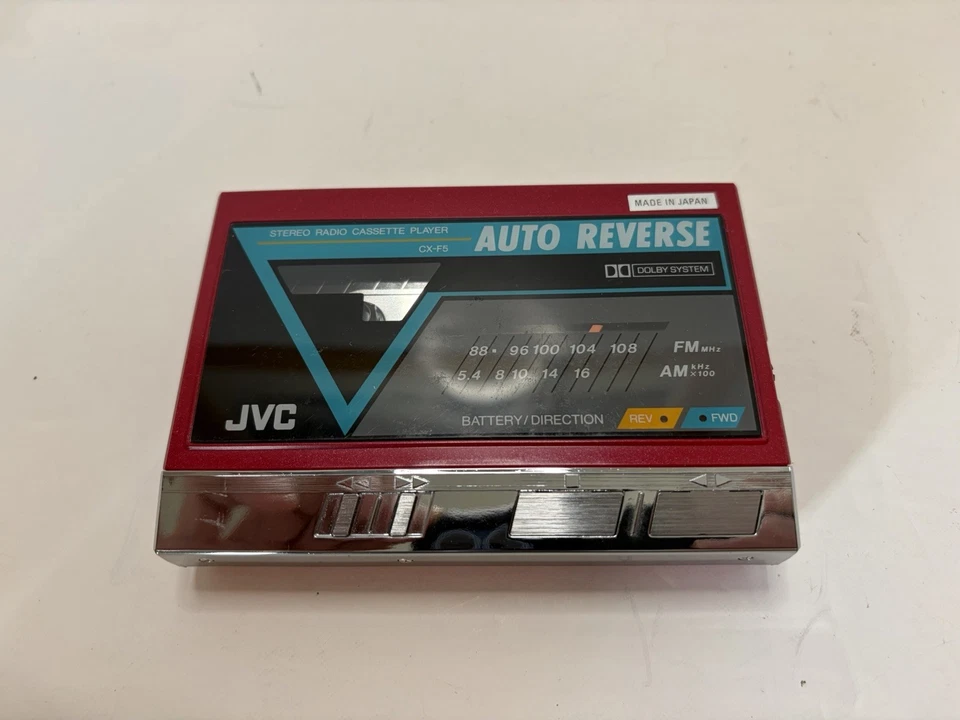 MADE IN JAPAN
STEREO RADIO CASSETTE PLAYER
AUTO REVERSE
CX-F5
DOLBY SYSTEM
88 • 96 100 104 108 FM MHz
5.4 8 10 14 16 AM kHz x100
JVC
BATTERY/DIRECTION REV FWD